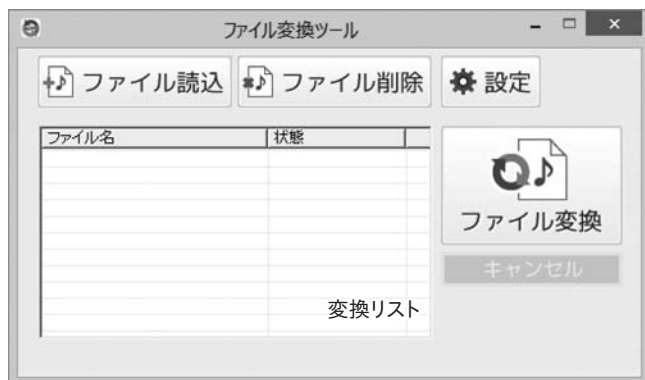 ファイル変換ツール
ファイル読込 ファイル削除 設定
ファイル名 状態
ファイル変換
キャンセル
変換リスト